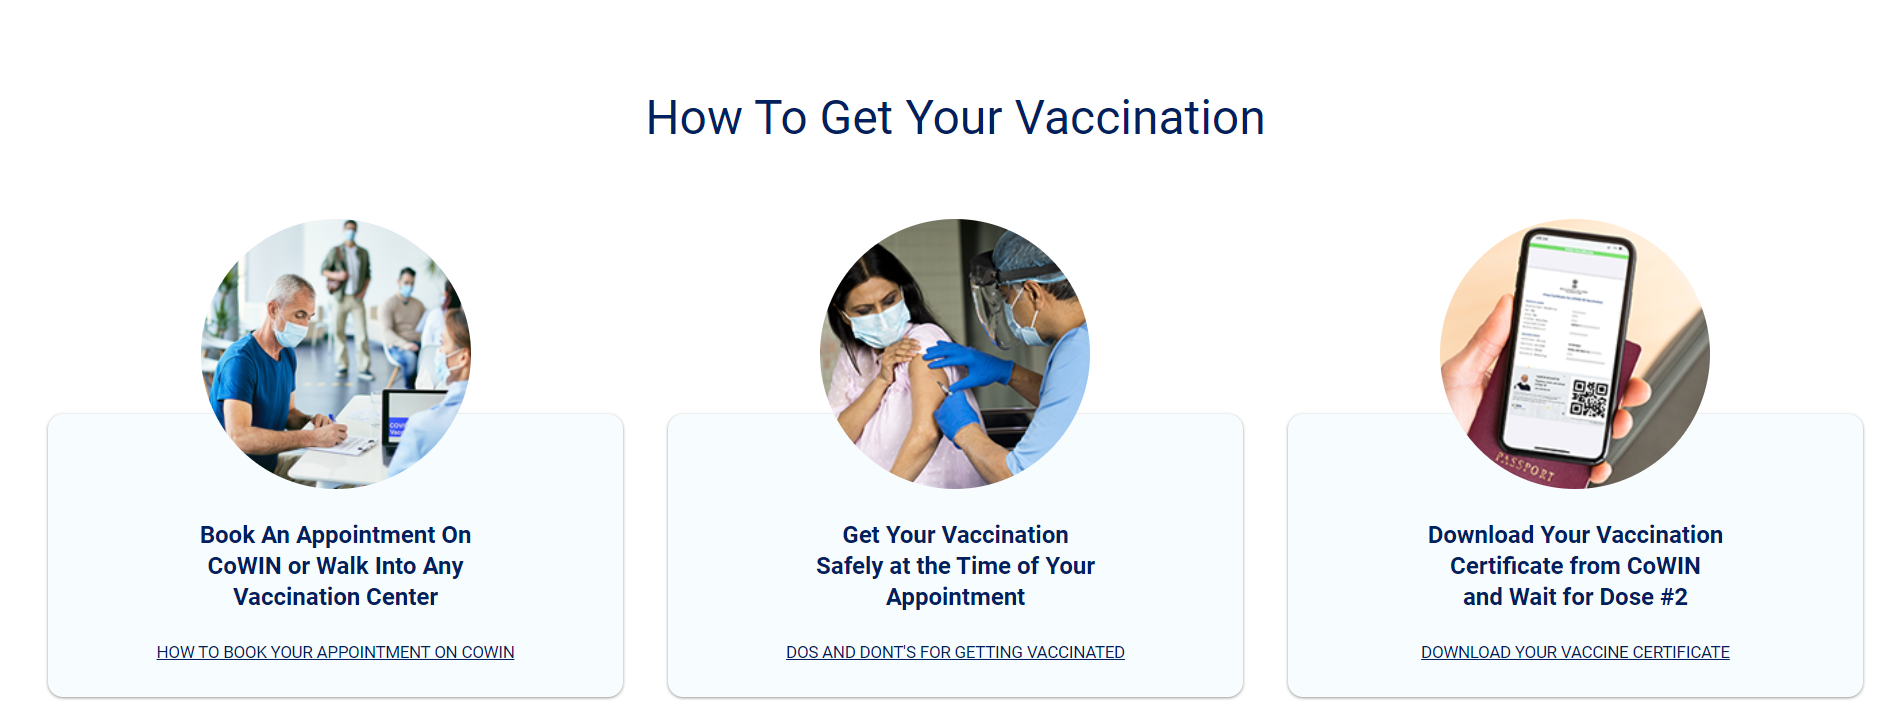 How To Get Your Vaccination
Book An Appointment On
CoWIN or Walk Into Any
Vaccination Center
HOW TO BOOK YOUR APPOINTMENT ON COWIN
Get Your Vaccination
Safely at the Time of Your
Appointment
DOS AND DONT'S FOR GETTING VACCINATED
PASSPORT
Download Your Vaccination
Certificate from CoWIN
and Wait for Dose #2
DOWNLOAD YOUR VACCINE CERTIFICATE